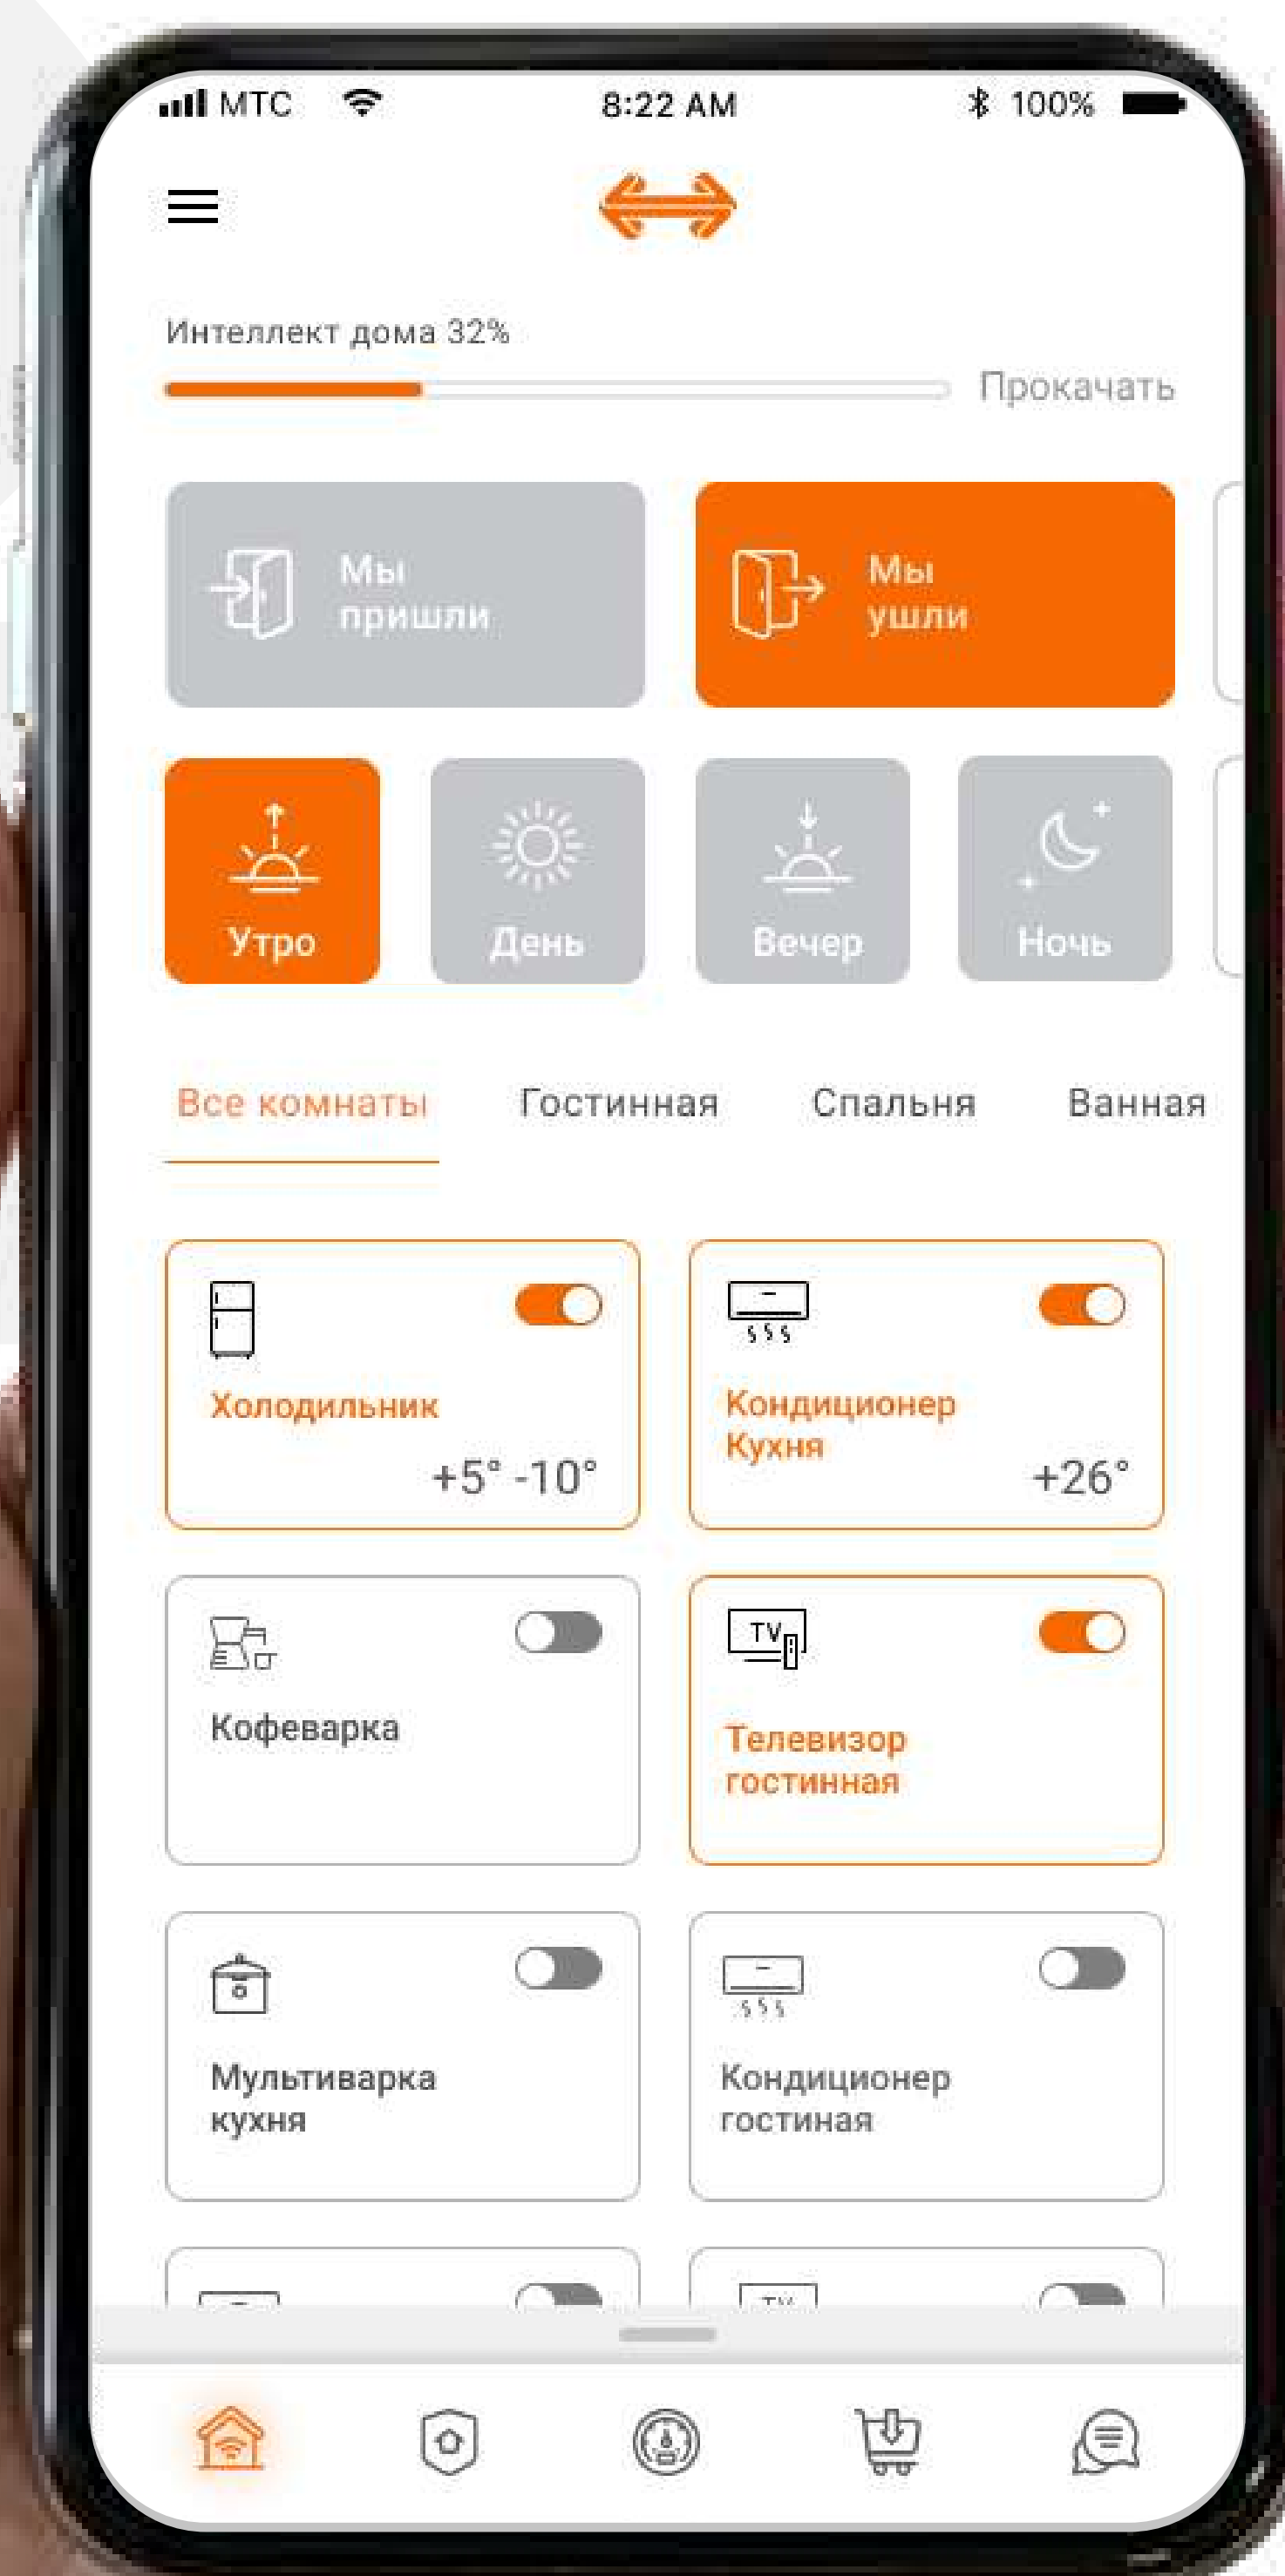 МТС 8:22 AM 100%
Интеллект дома 32%
Прокачать
Мы
пришли
Мы
ушли
Утро День Вечер Ночь
Все комнаты Гостинная Спальня Ванная
Холодильник
+5° -10°
Кондиционер
Кухня
+26°
Кофеварка
TV
Телевизор
гостинная
Мультиварка
кухня
Кондиционер
гостиная
TV